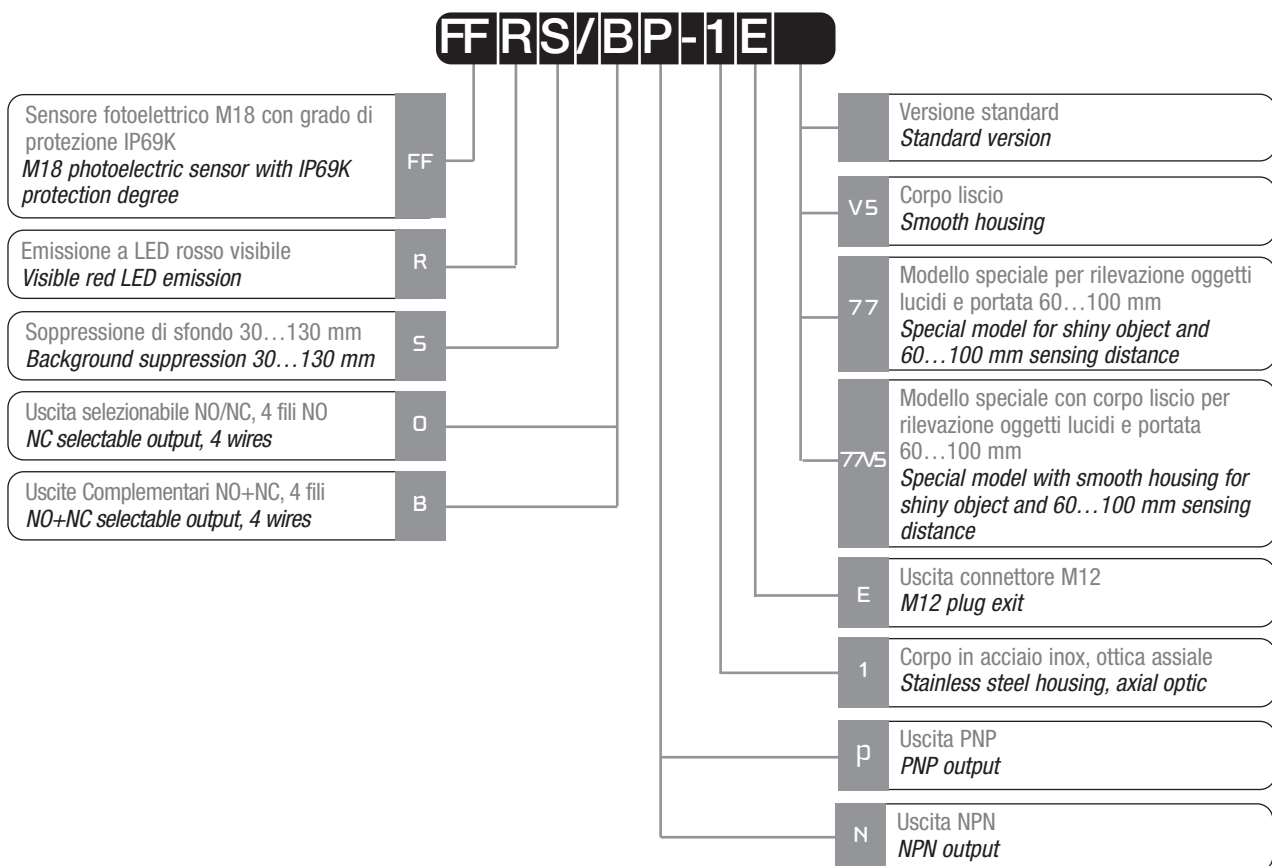 FFRS/BP-1E
Sensore fotoelettrico M18 con grado di
protezione IP69K
M18 photoelectric sensor with IP69K
protection degree
FF
Emissione a LED rosso visibile
Visible red LED emission
R
Soppressione di sfondo 30…130 mm
Background suppression 30…130 mm
S
Uscita selezionabile NO/NC, 4 fili NO
NC selectable output, 4 wires
0
Uscite Complementari NO+NC, 4 fili
NO+NC selectable output, 4 wires
B
Versione standard
Standard version
V5
Corpo liscio
Smooth housing
77
Modello speciale per rilevazione oggetti
lucidi e portata 60…100 mm
Special model for shiny object and
60…100 mm sensing distance
77V5
Modello speciale con corpo liscio per
rilevazione oggetti lucidi e portata
60…100 mm
Special model with smooth housing for
shiny object and 60…100 mm sensing
distance
E
Uscita connettore M12
M12 plug exit
1
Corpo in acciaio inox, ottica assiale
Stainless steel housing, axial optic
P
Uscita PNP
PNP output
N
Uscita NPN
NPN output